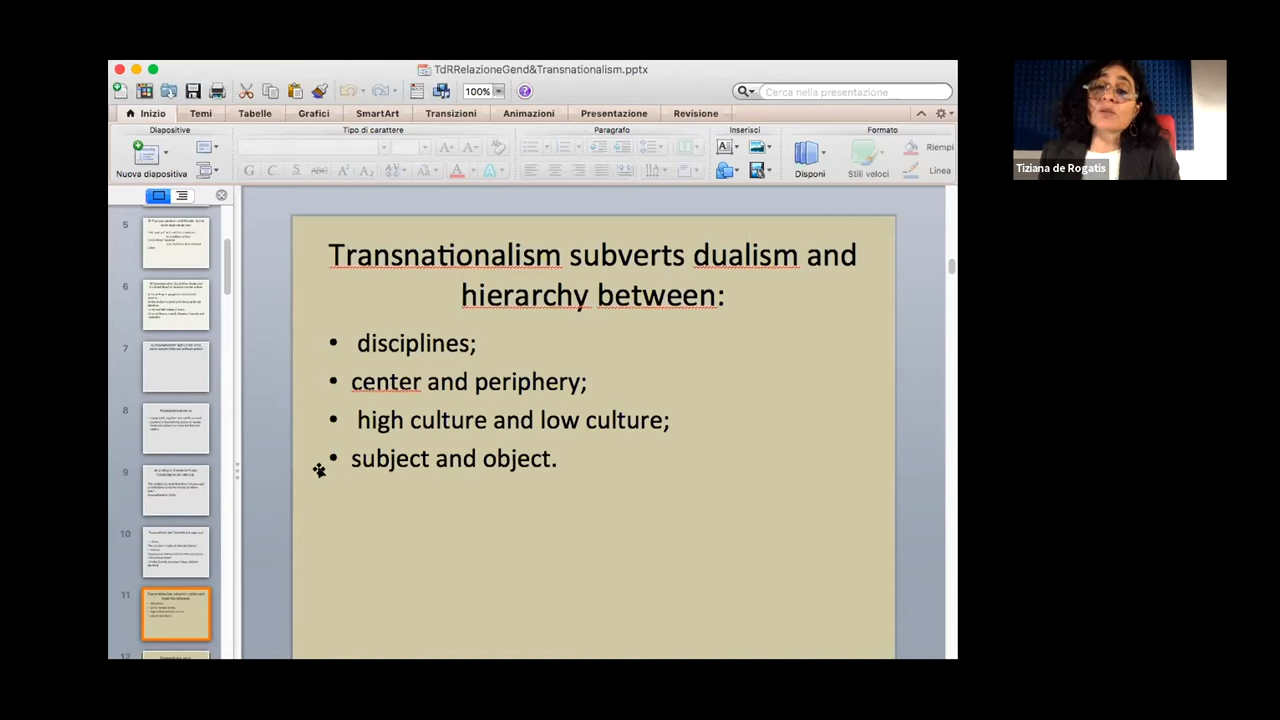 TdRRelazioneGend&Transnationalism.pptx
100%
Cerca nella presentazione
Inizio Temi Tabelle Grafici SmartArt Transizioni Animazioni Presentazione Revisione
Diapositive Tipo di carattere Paragrafo Inserisci Formato
Nuova diapositiva
G C S ABC A A
Disponi Stili veloci Riempi
Linea
5
6
7
8
9
10
11
12
Transnationalism subverts dualism and
hierarchy between:
• disciplines;
• center and periphery;
• high culture and low culture;
• subject and object.
Tiziana de Rogatis